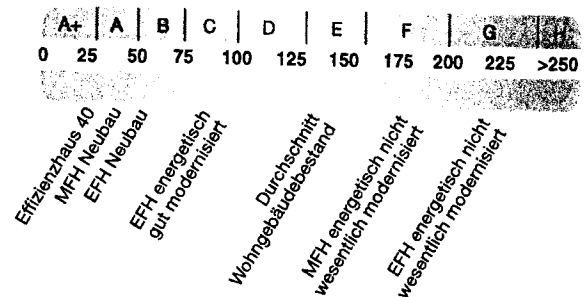 A+ A B C D E F G H
0 25 50 75 100 125 150 175 200 225 >250
Effizienzhaus 40
MFH Neubau
EFH Neubau
EFH energetisch
gut modernisiert
Durchschnitt
Wohngebäudebestand
MFH energetisch nicht
wesentlich modernisiert
EFH energetisch nicht
wesentlich modernisiert